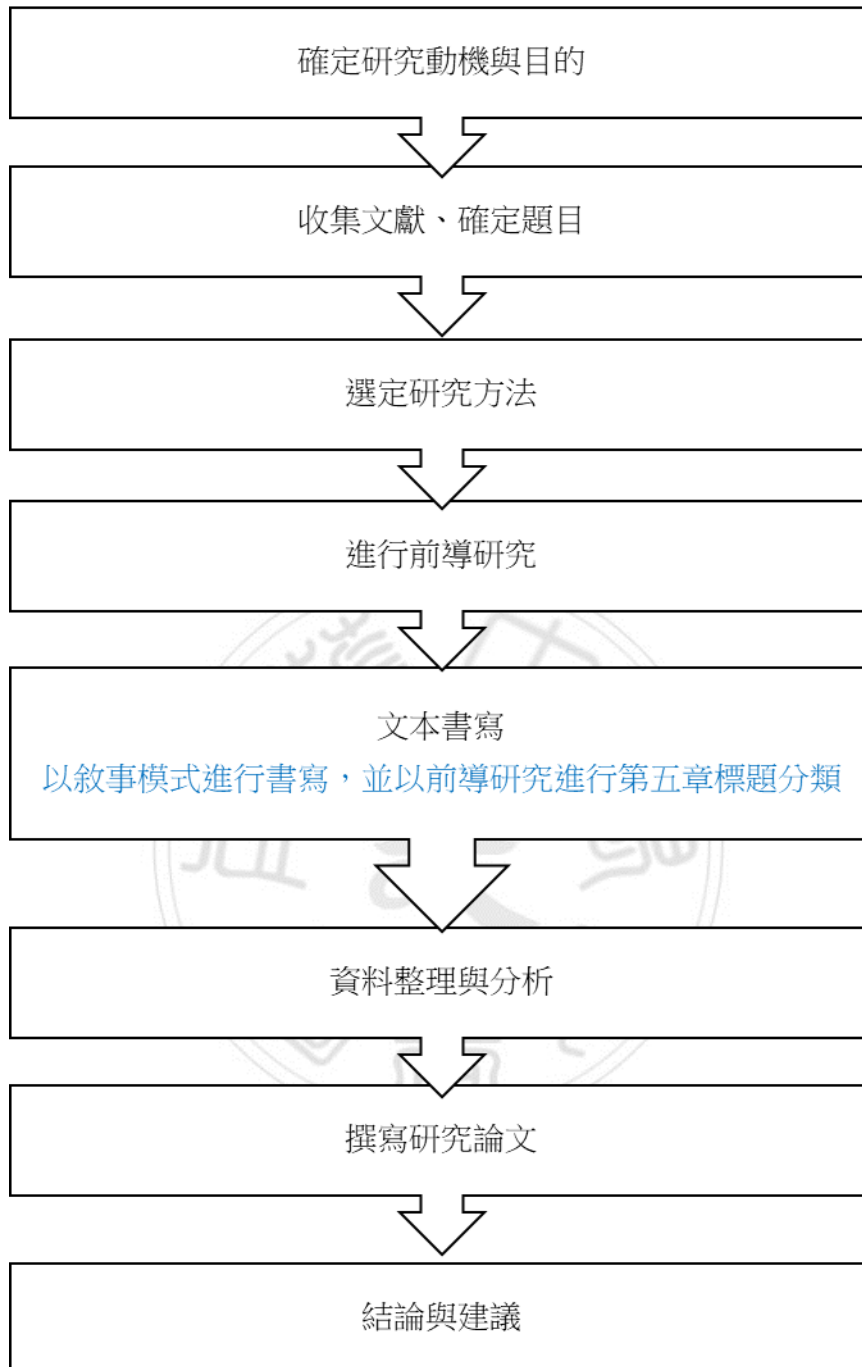 確定研究動機與目的
收集文獻、確定題目
選定研究方法
進行前導研究
文本書寫
以敘事模式進行書寫，並以前導研究進行第五章標題分類
資料整理與分析
撰寫研究論文
結論與建議